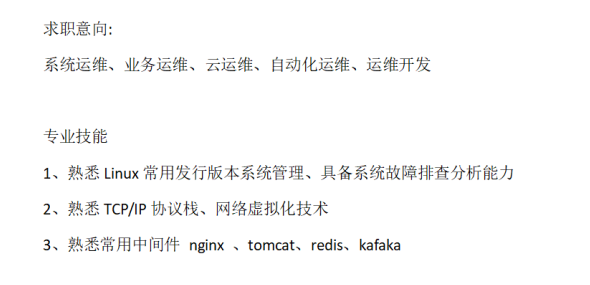 求职意向:
系统运维、业务运维、云运维、自动化运维、运维开发
专业技能
1、熟悉 Linux 常用发行版本系统管理、具备系统故障排查分析能力
2、熟悉 TCP/IP 协议栈、网络虚拟化技术
3、熟悉常用中间件 nginx 、tomcat、redis、kafaka